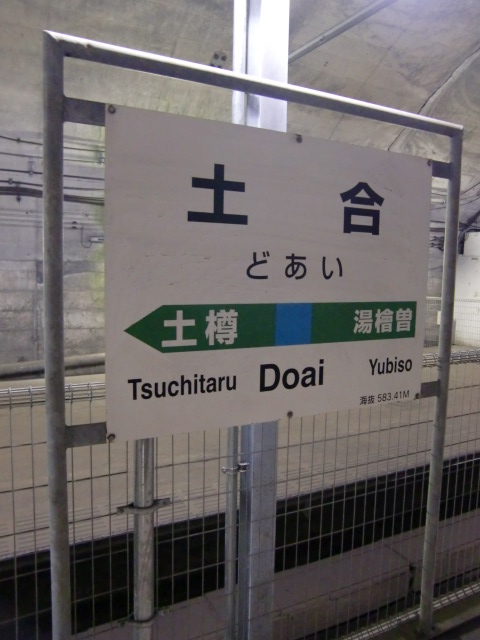 土合
どあい
土樽 湯檜曽
Tsuchitaru Doai Yubiso
海抜 583.41M